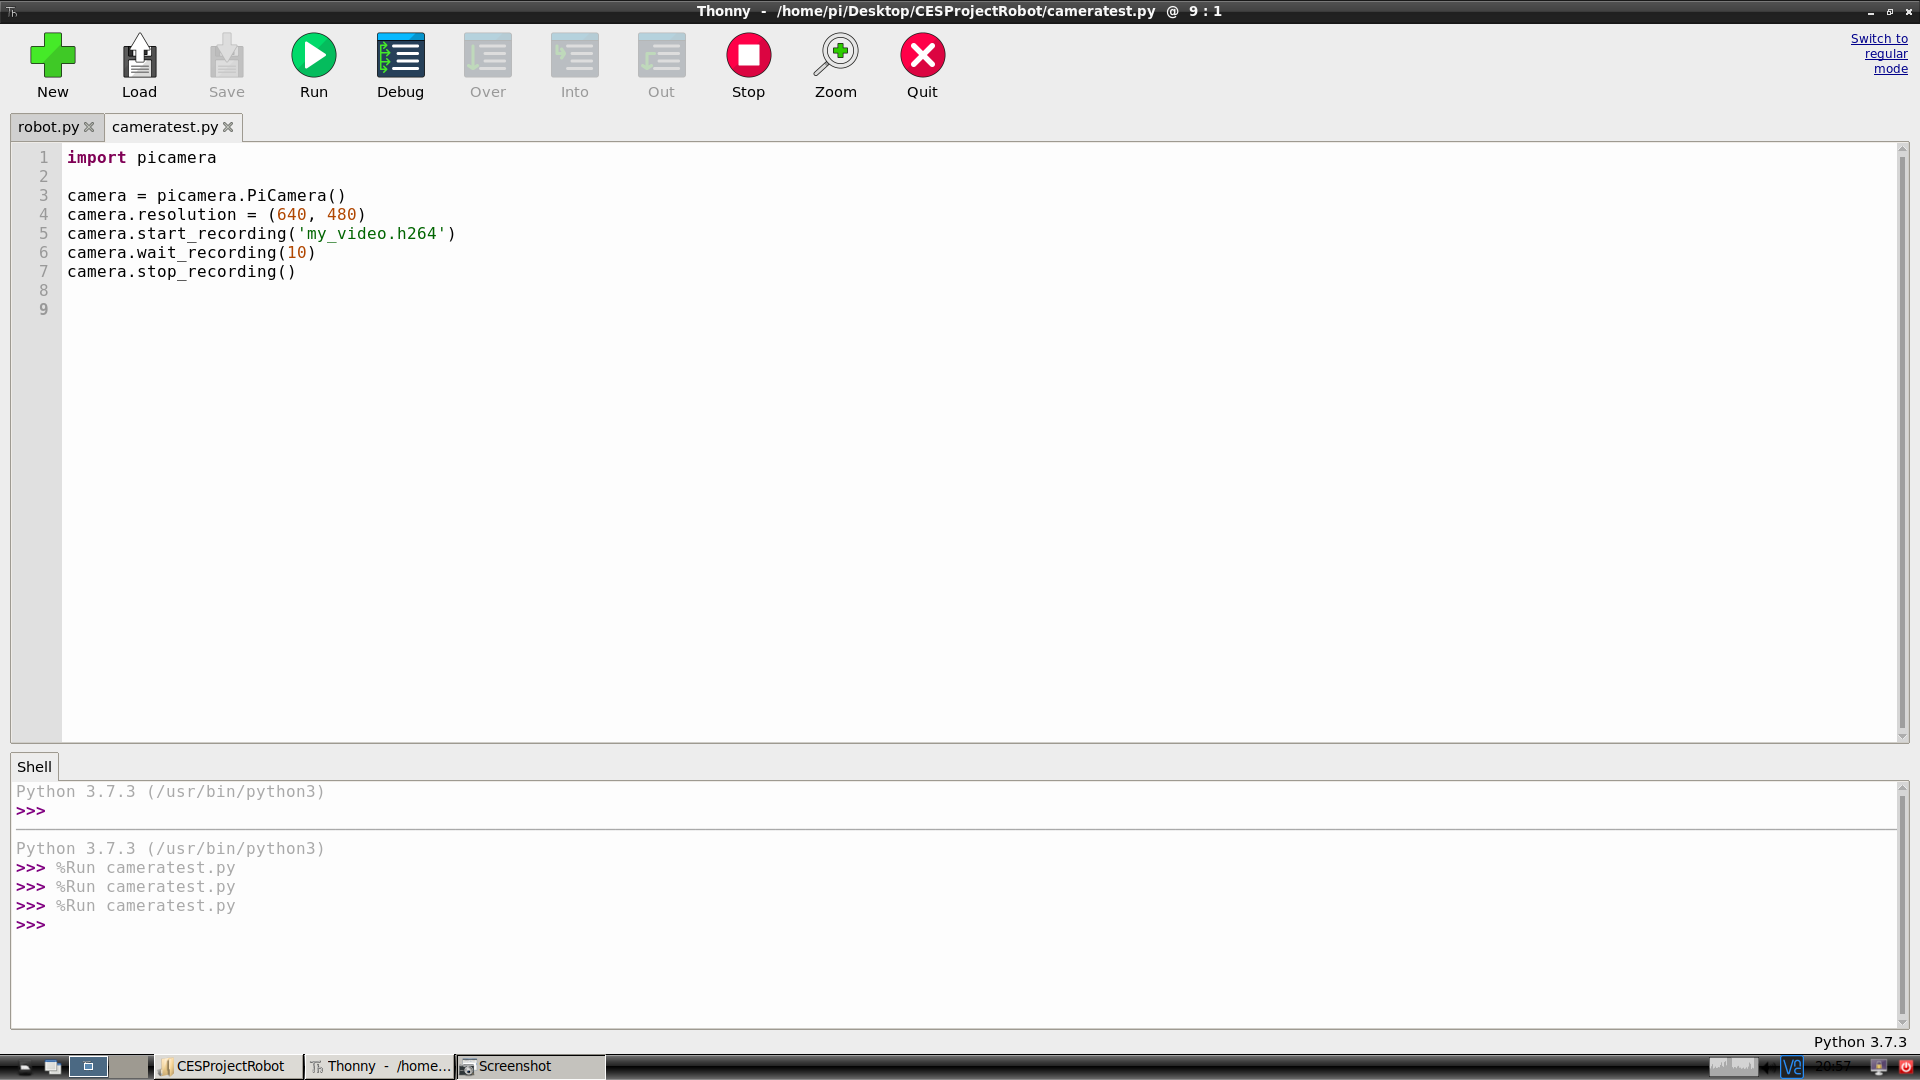 Thonny - /home/pi/Desktop/CESProjectRobot/cameratest.py @ 9 : 1
New Load Save Run Debug Over Into Out Stop Zoom Quit
Switch to
regular
mode
robot.py cameratest.py
1 import picamera
2
3 camera = picamera.PiCamera()
4 camera.resolution = (640, 480)
5 camera.start_recording('my_video.h264')
6 camera.wait_recording(10)
7 camera.stop_recording()
8
9
Shell
Python 3.7.3 (/usr/bin/python3)
>>>
Python 3.7.3 (/usr/bin/python3)
>>> %Run cameratest.py
>>> %Run cameratest.py
>>> %Run cameratest.py
>>>
Python 3.7.3
CESProjectRobot Thonny - /home... Screenshot 20:57